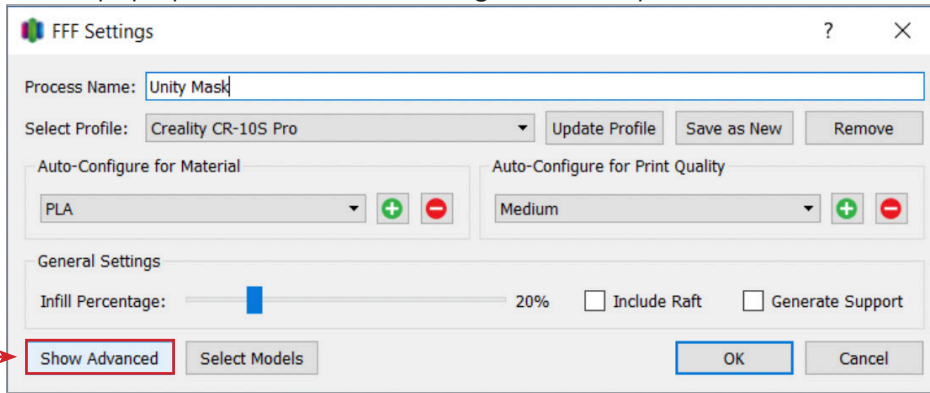 FFF Settings ? ×
Process Name: Unity Mask
Select Profile: Creality CR-10S Pro Update Profile Save as New Remove
Auto-Configure for Material Auto-Configure for Print Quality
PLA Medium
General Settings
Infill Percentage: 20% Include Raft Generate Support
Show Advanced Select Models OK Cancel